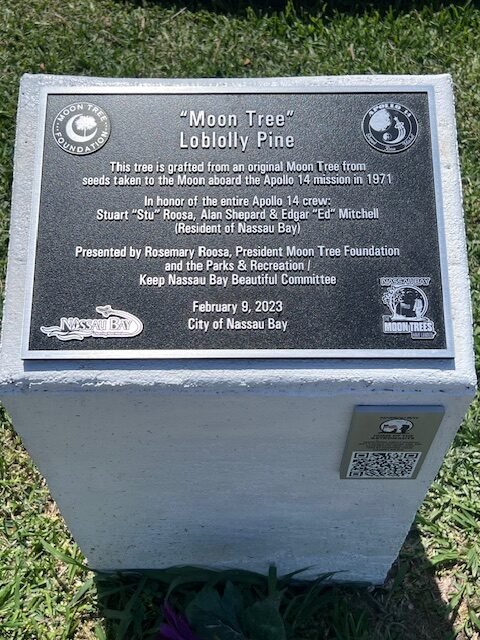 MOON TREE
FOUNDATION
APOLLO 14
"Moon Tree"
Loblolly Pine
This tree is grafted from an original Moon Tree from
seeds taken to the Moon aboard the Apollo 14 mission in 1971
In honor of the entire Apollo 14 crew:
Stuart "Stu" Roosa, Alan Shepard & Edgar "Ed" Mitchell
(Resident of Nassau Bay)
Presented by Rosemary Roosa, President Moon Tree Foundation
and the Parks & Recreation /
Keep Nassau Bay Beautiful Committee
February 9, 2023
City of Nassau Bay
NASSAU BAY
NASSAU BAY
MOON TREES